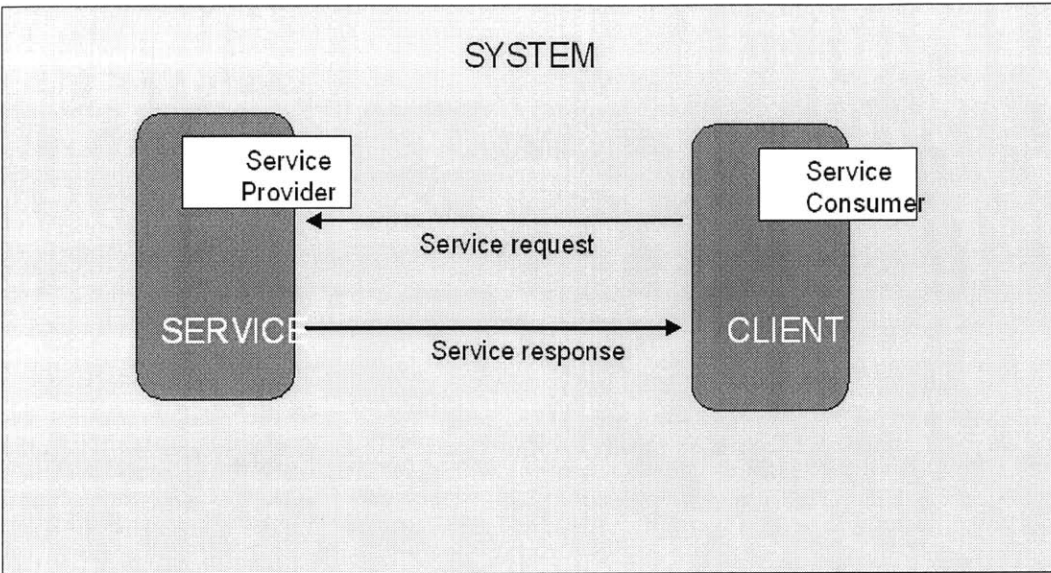 SYSTEM
Service
Provider
Service
Consumer
Service request
SERVICE
CLIENT
Service response